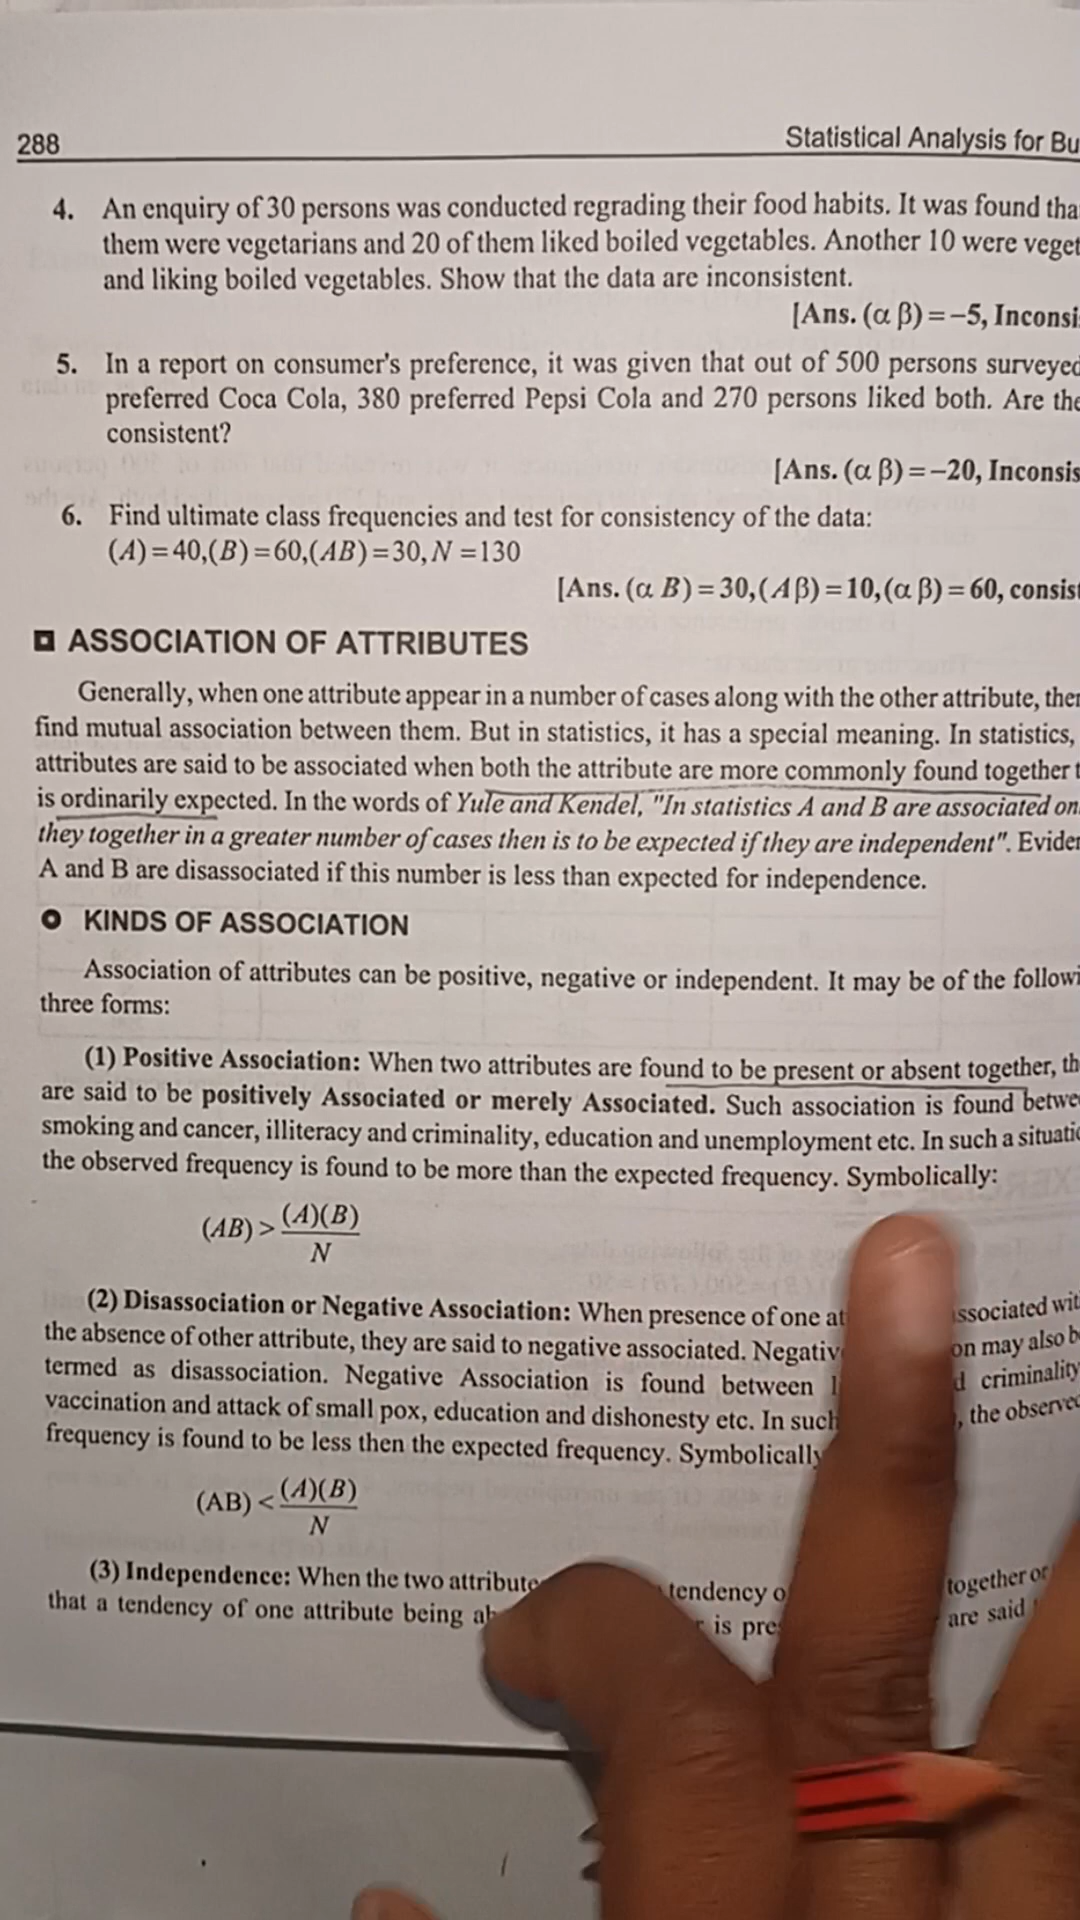 288
Statistical Analysis for Bu
4. An enquiry of 30 persons was conducted regrading their food habits. It was found tha
them were vegetarians and 20 of them liked boiled vegetables. Another 10 were veget
and liking boiled vegetables. Show that the data are inconsistent.
[Ans. (α β) = –5, Inconsi
5. In a report on consumer's preference, it was given that out of 500 persons surveyed
preferred Coca Cola, 380 preferred Pepsi Cola and 270 persons liked both. Are the
consistent?
[Ans. (α β) = –20, Inconsis
6. Find ultimate class frequencies and test for consistency of the data:
(A) = 40,(B) = 60,(AB) = 30, N = 130
[Ans. (α B) = 30,(Aβ) = 10,(α β) = 60, consist
ASSOCIATION OF ATTRIBUTES
Generally, when one attribute appear in a number of cases along with the other attribute, then
find mutual association between them. But in statistics, it has a special meaning. In statistics,
attributes are said to be associated when both the attribute are more commonly found together t
is ordinarily expected. In the words of Yule and Kendel, "In statistics A and B are associated on
they together in a greater number of cases then is to be expected if they are independent". Eviden
A and B are disassociated if this number is less than expected for independence.
KINDS OF ASSOCIATION
Association of attributes can be positive, negative or independent. It may be of the followi
three forms:
(1) Positive Association: When two attributes are found to be present or absent together, th
are said to be positively Associated or merely Associated. Such association is found betwe
smoking and cancer, illiteracy and criminality, education and unemployment etc. In such a situatio
the observed frequency is found to be more than the expected frequency. Symbolically:
(AB) > (A)(B)
N
(2) Disassociation or Negative Association: When presence of one at ssociated wit
the absence of other attribute, they are said to negative associated. Negativ on may also b
termed as disassociation. Negative Association is found between d criminality
vaccination and attack of small pox, education and dishonesty etc. In such , the observed
frequency is found to be less then the expected frequency. Symbolically
(AB) < (A)(B)
N
(3) Independence: When the two attribute tendency o together or
that a tendency of one attribute being ab is pre are said